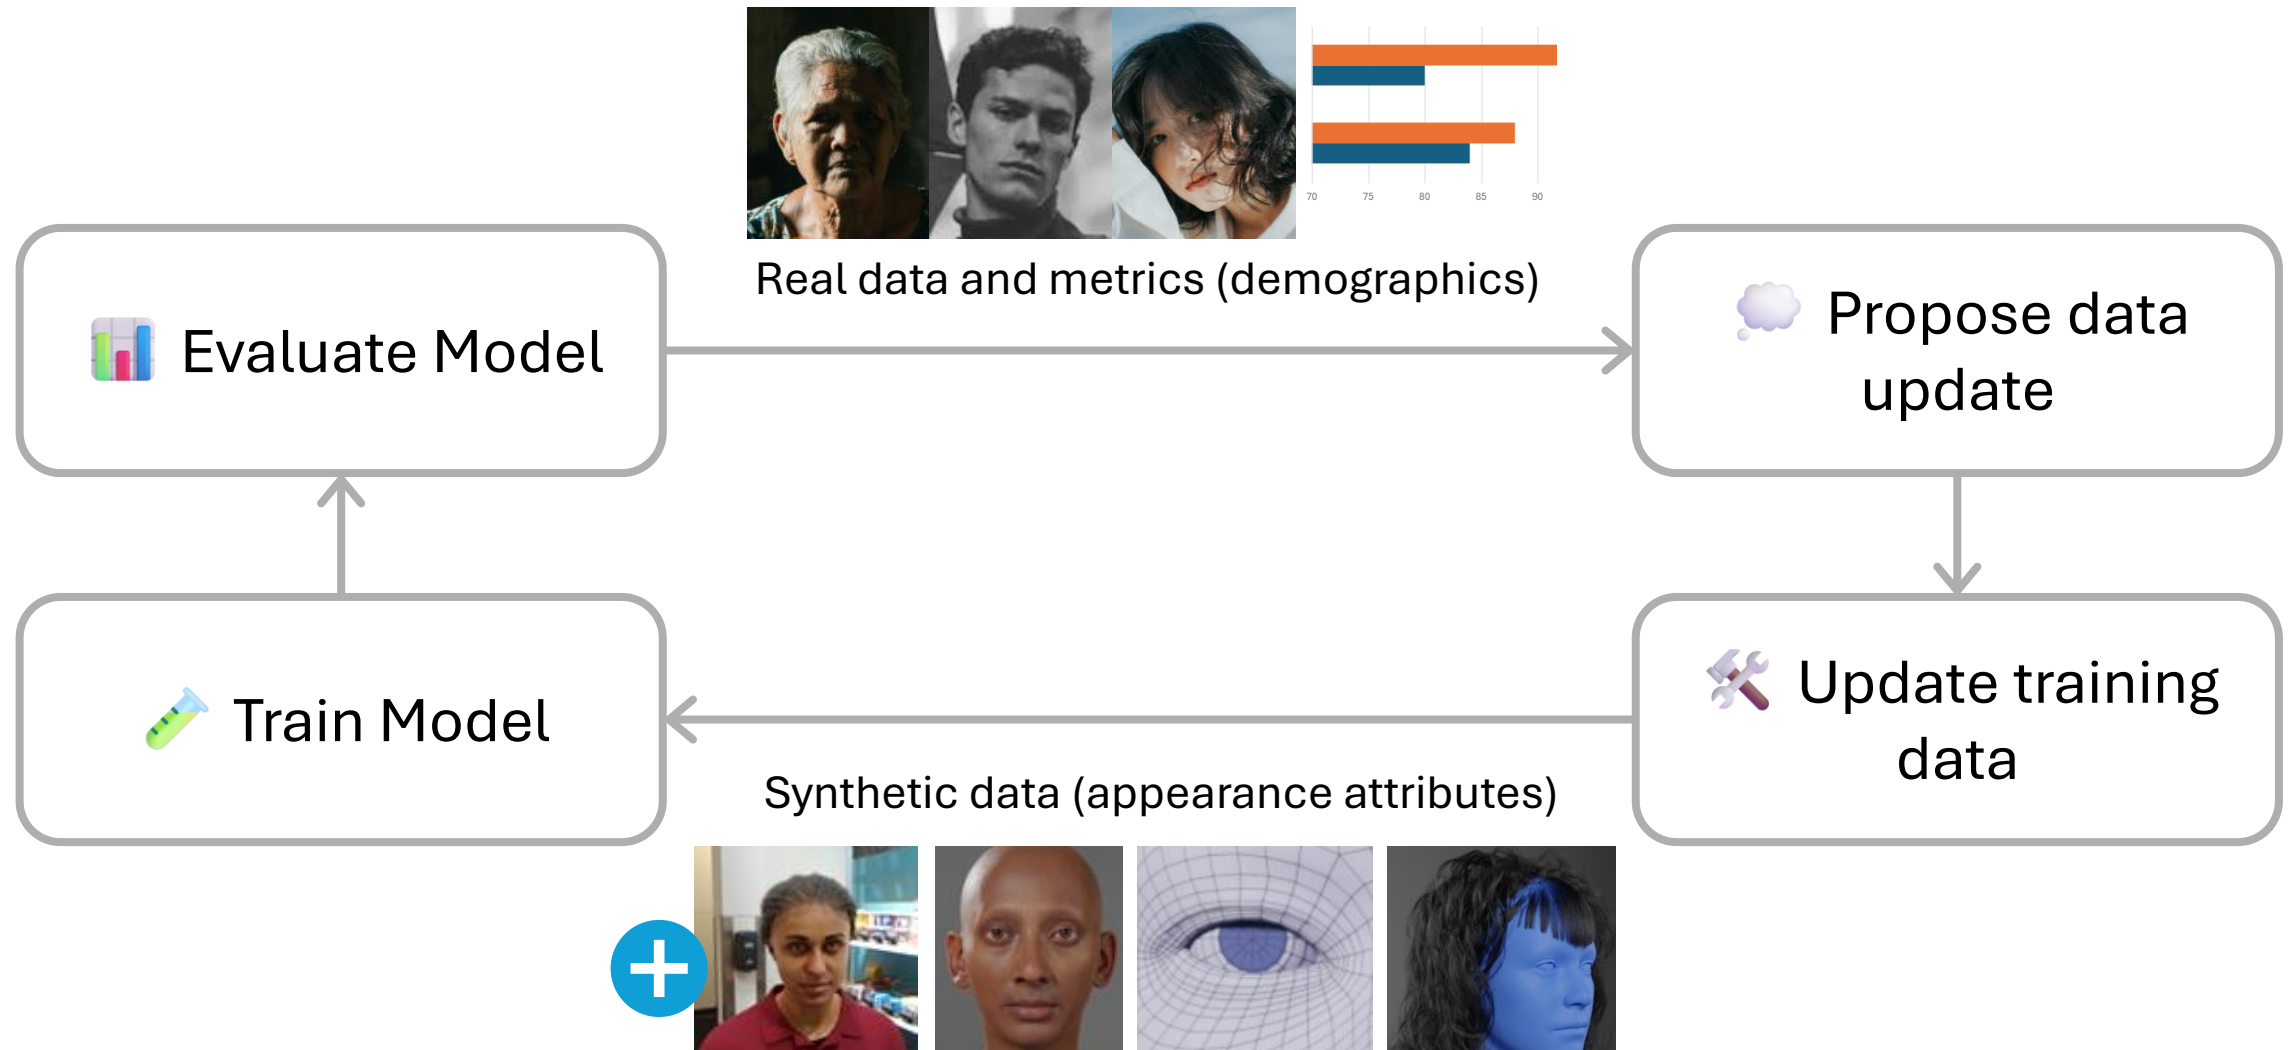 70 75 80 85 90
Real data and metrics (demographics)
Evaluate Model
Propose data
update
Train Model
Update training
data
Synthetic data (appearance attributes)